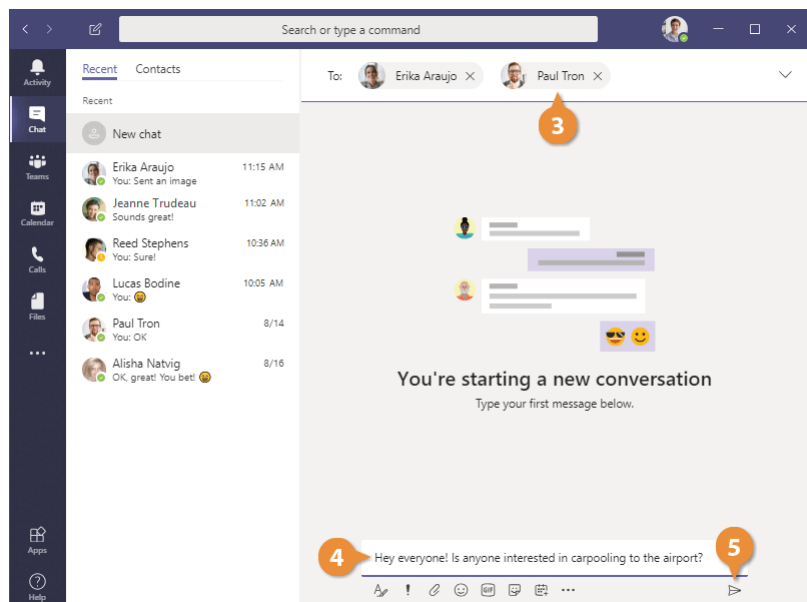 Search or type a command
Activity
Chat
Teams
Calendar
Calls
Files
Apps
Help
Recent Contacts
Recent
New chat
Erika Araujo 11:15 AM
You: Sent an image
Jeanne Trudeau 11:02 AM
Sounds great!
Reed Stephens 10:36 AM
You: Sure!
Lucas Bodine 10:05 AM
You: 😄
Paul Tron 8/14
You: OK
Alisha Natvig 8/16
OK, great! You bet! 😄
To: Erika Araujo Paul Tron
3
You're starting a new conversation
Type your first message below.
4
Hey everyone! Is anyone interested in carpooling to the airport?
5
GIF